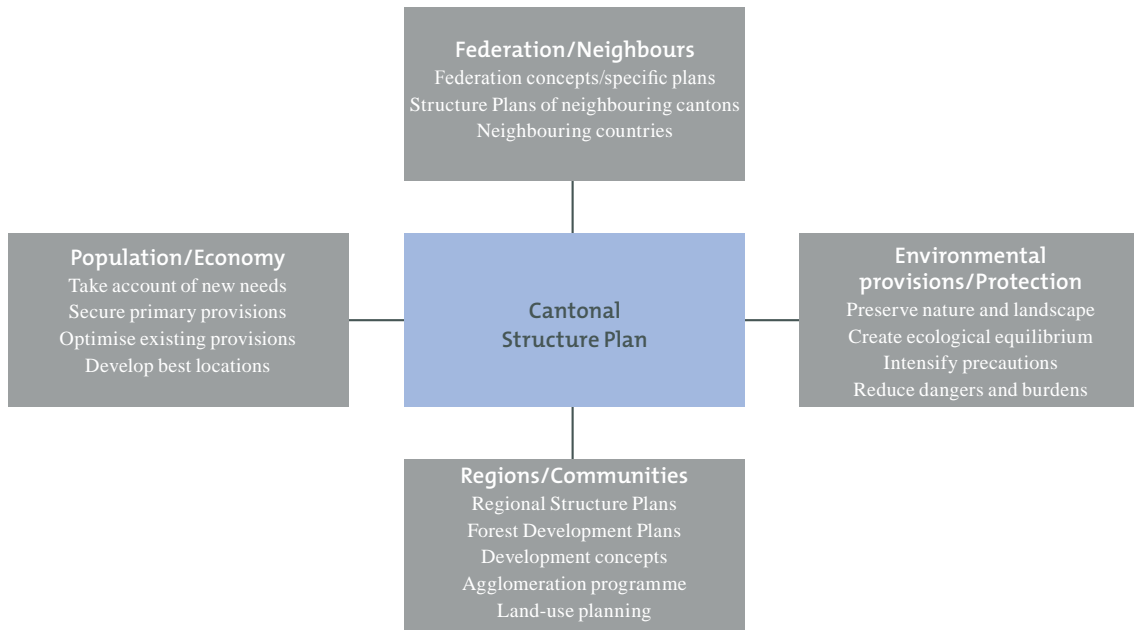 Federation/Neighbours
Federation concepts/specific plans
Structure Plans of neighbouring cantons
Neighbouring countries
Population/Economy
Take account of new needs
Secure primary provisions
Optimise existing provisions
Develop best locations
Cantonal
Structure Plan
Environmental
provisions/Protection
Preserve nature and landscape
Create ecological equilibrium
Intensify precautions
Reduce dangers and burdens
Regions/Communities
Regional Structure Plans
Forest Development Plans
Development concepts
Agglomeration programme
Land-use planning